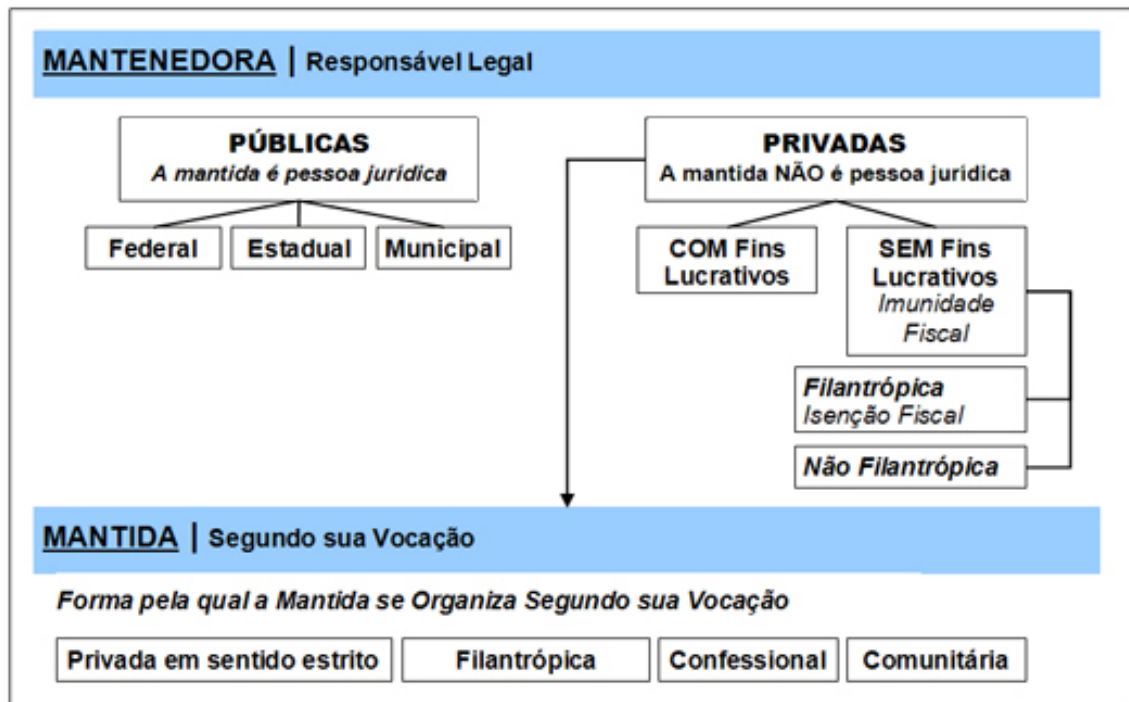 MANTENEDORA | Responsável Legal
PÚBLICAS
A mantida é pessoa jurídica
PRIVADAS
A mantida NÃO é pessoa jurídica
Federal
Estadual
Municipal
COM Fins
Lucrativos
SEM Fins
Lucrativos
Imunidade
Fiscal
Filantrópica
Isenção Fiscal
Não Filantrópica
MANTIDA | Segundo sua Vocação
Forma pela qual a Mantida se Organiza Segundo sua Vocação
Privada em sentido estrito
Filantrópica
Confessional
Comunitária